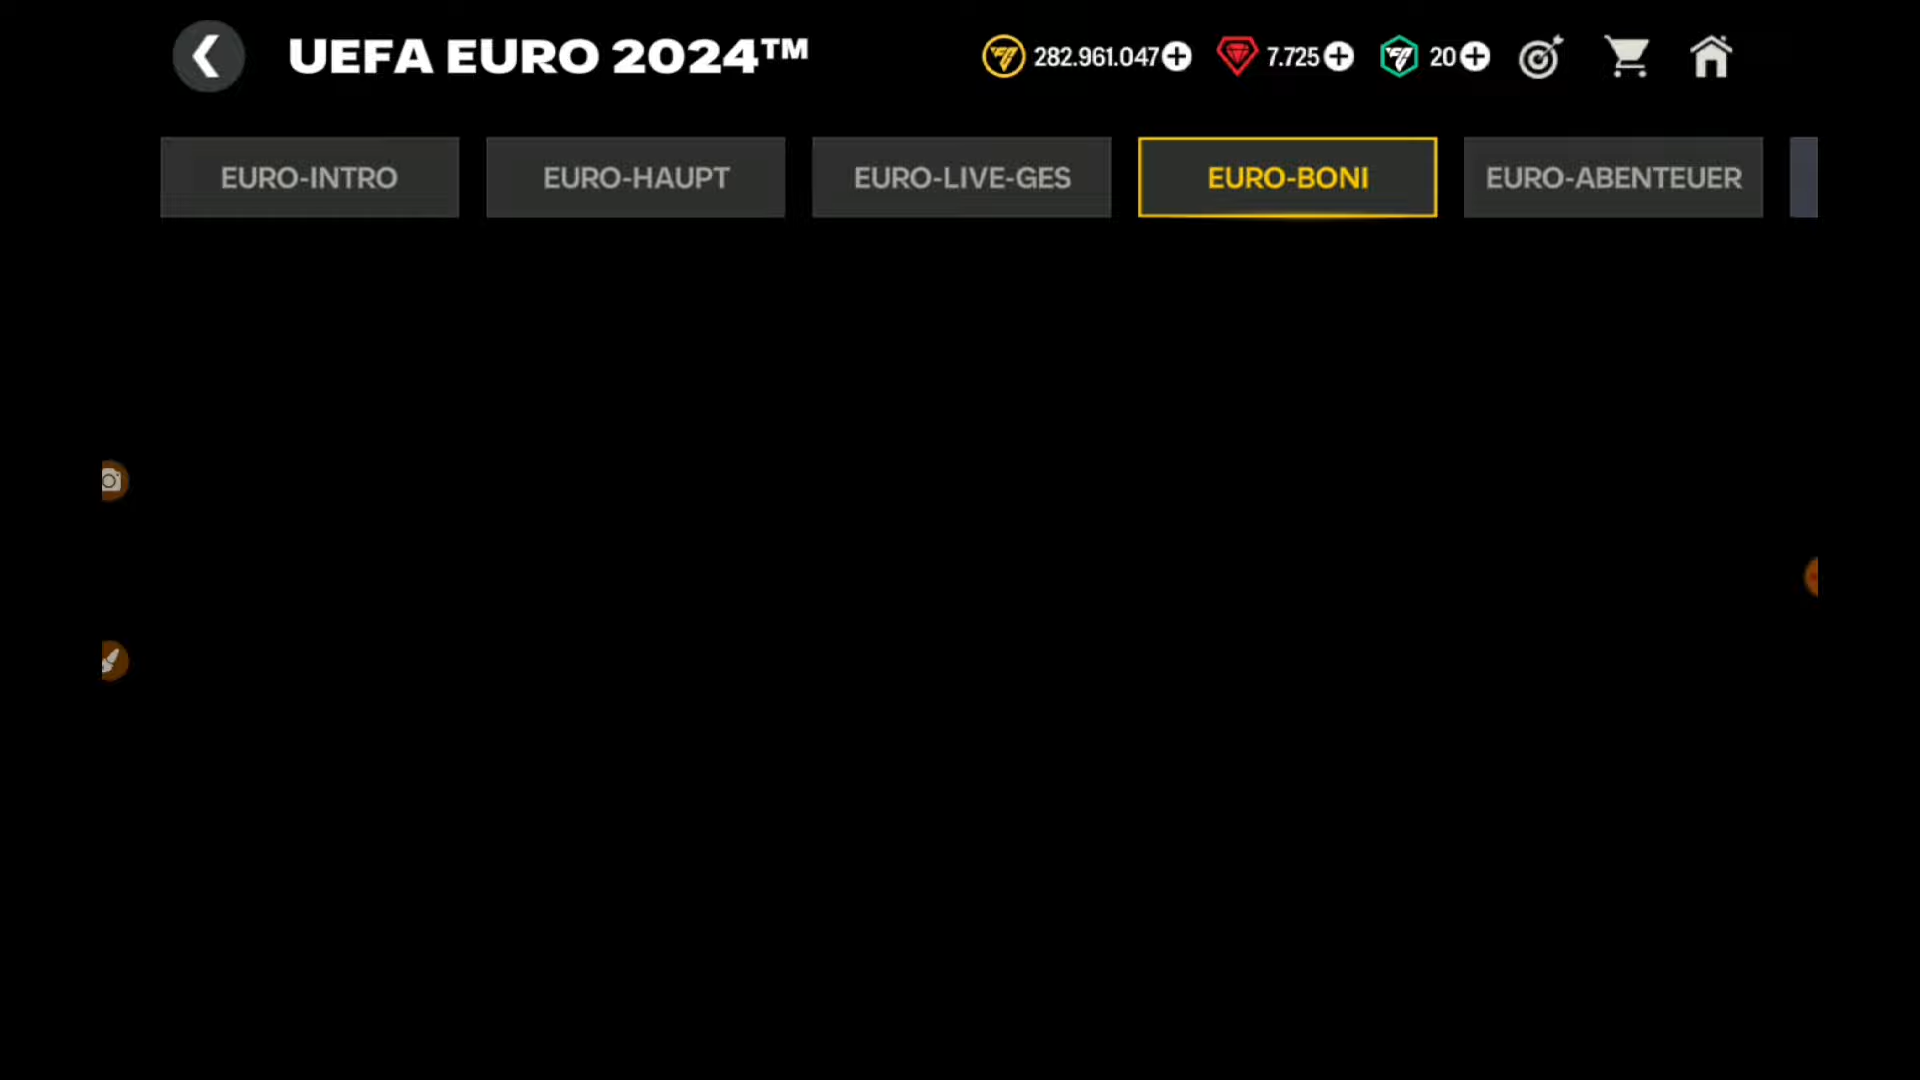 UEFA EURO 2024™ 282.961.047 7.725 20
EURO-INTRO EURO-HAUPT EURO-LIVE-GES EURO-BONI EURO-ABENTEUER